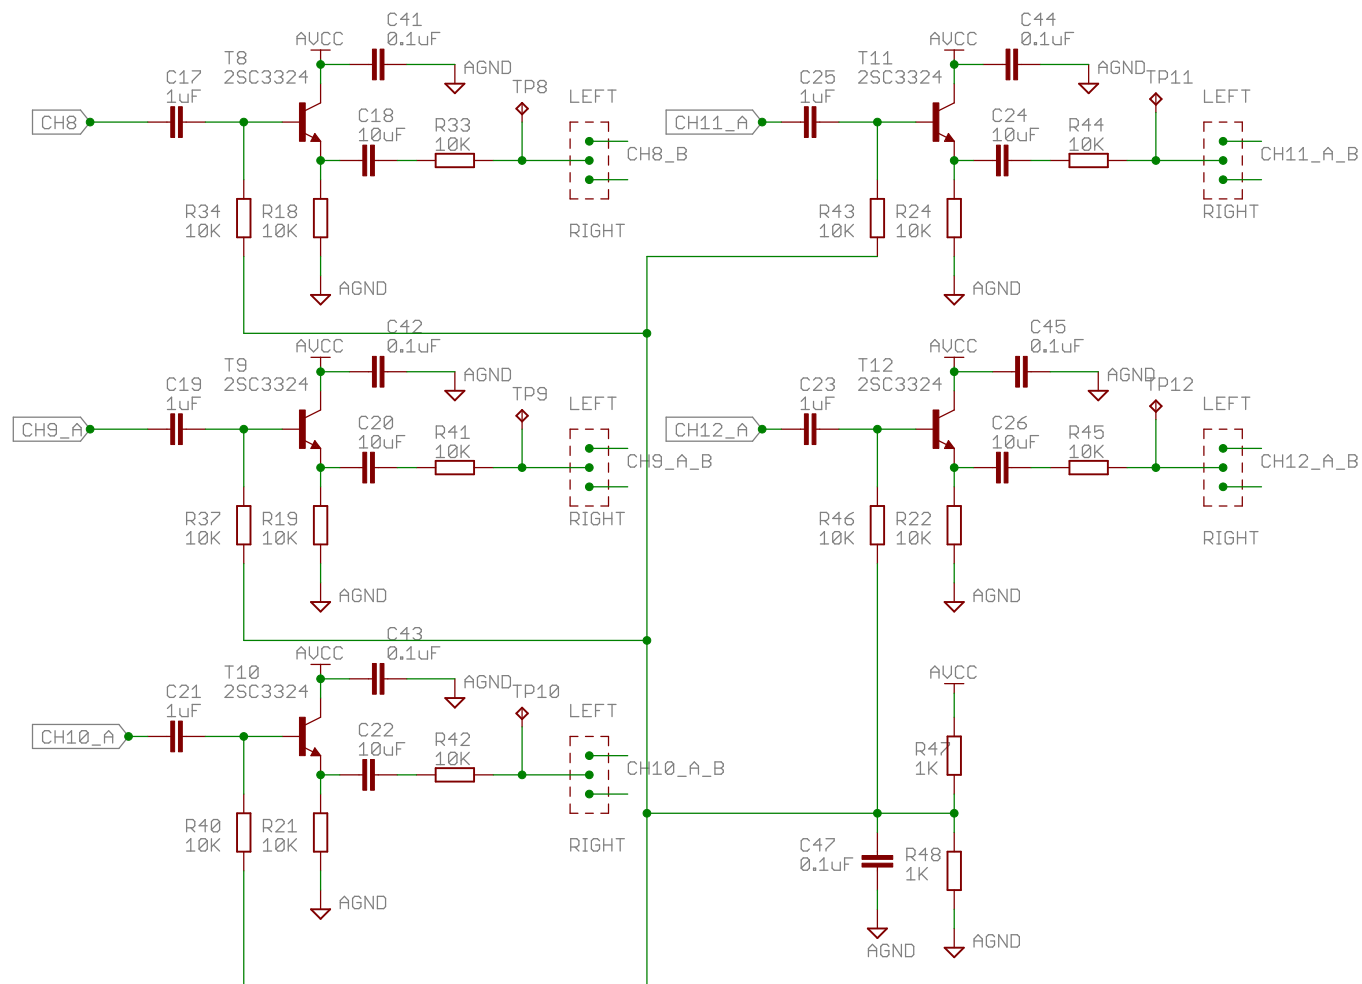 C41
0.1uF
AVCC
T8
2SC3324
AGND
C17
1uF
TP8
LEFT
CH8
C18
10uF
R33
10K
CH8_B
R34
10K
R18
10K
RIGHT
AGND
C44
0.1uF
AVCC
T11
2SC3324
AGND
TP11
C25
1uF
LEFT
CH11_A
C24
10uF
R44
10K
CH11_A_B
R43
10K
R24
10K
RIGHT
AGND
C42
0.1uF
AVCC
T9
2SC3324
AGND
C19
1uF
TP9
LEFT
CH9_A
C20
10uF
R41
10K
CH9_A_B
R37
10K
R19
10K
RIGHT
AGND
C45
0.1uF
AVCC
T12
2SC3324
AGND
TP12
C23
1uF
LEFT
CH12_A
C26
10uF
R45
10K
CH12_A_B
R46
10K
R22
10K
RIGHT
AGND
C43
0.1uF
AVCC
T10
2SC3324
AGND
C21
1uF
TP10
LEFT
CH10_A
C22
10uF
R42
10K
CH10_A_B
R40
10K
R21
10K
RIGHT
AGND
AVCC
R47
1K
C47
0.1uF
R48
1K
AGND
AGND